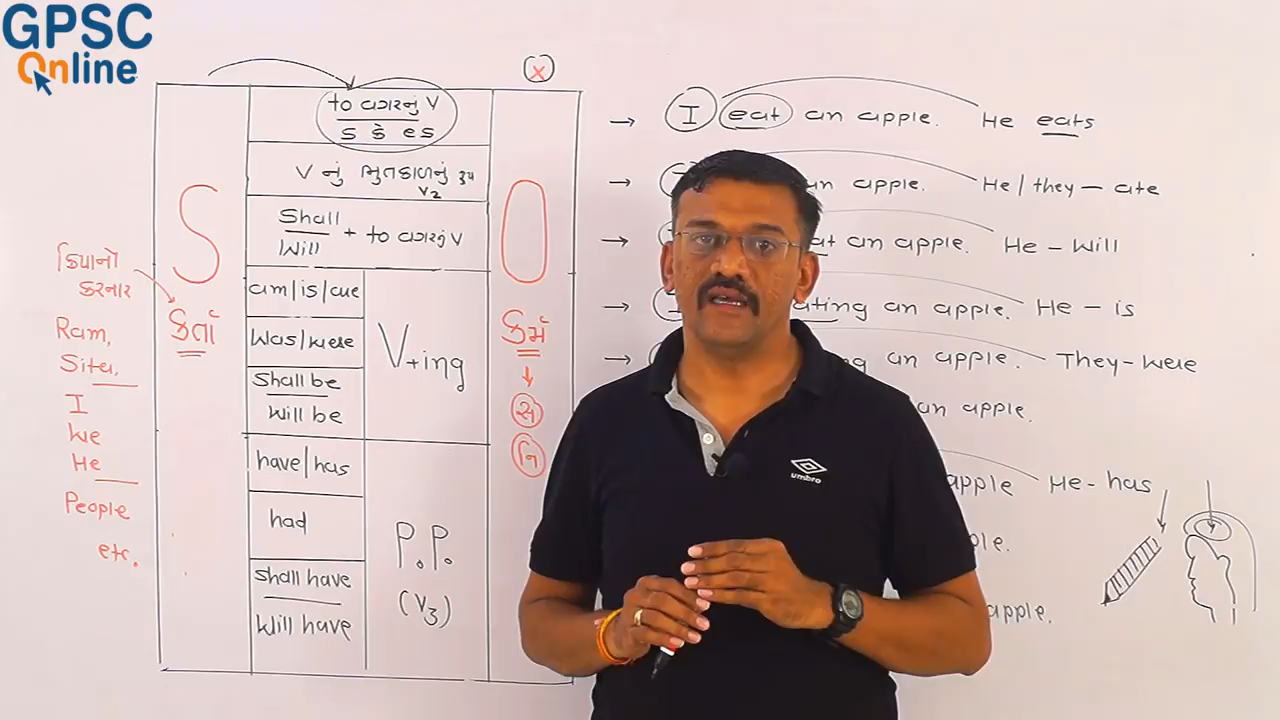 GPSC
Online
x
to વગરનું V
s કે es
V નું ભુતકાળનું રૂપ
V2
Shall
Will
+ to વગરનું V
am/is/are
Was/Were
Shall be
Will be
V+ing
have/has
had
shall have
Will have
P.P.
(V3)
S
કર્તા
ક્રિયાનો
કરનાર
Ram,
Sita,
I
We
He
People
etc.
O
કર્મ
સ
નિ
I eat an apple. He eats
an apple. He/they – ate
eat an apple. He – Will
eating an apple. He – is
ing an apple. They – Were
an apple.
apple He – has
ple.
apple.
umbro